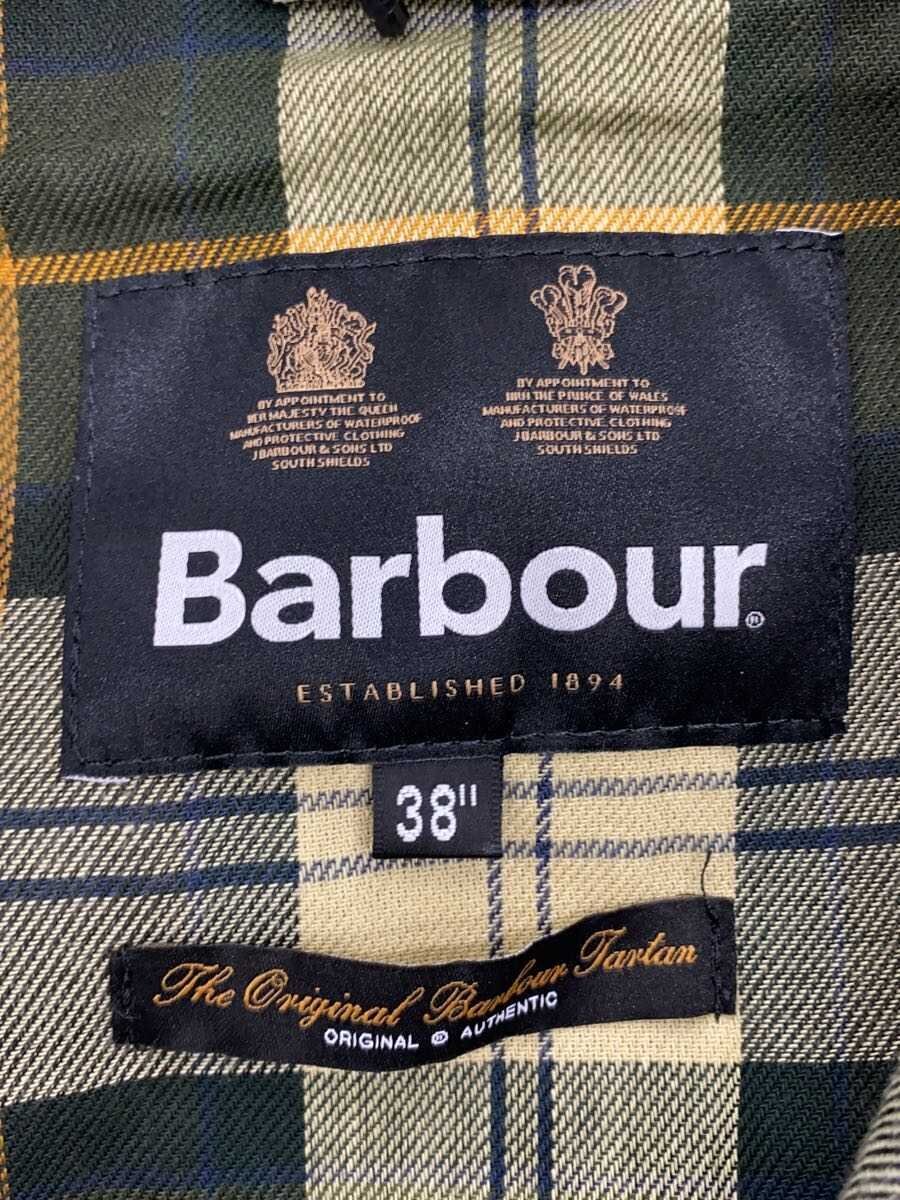 BY APPOINTMENT TO
HER MAJESTY THE QUEEN
MANUFACTURERS OF WATERPROOF
AND PROTECTIVE CLOTHING
J BARBOUR & SONS LTD
SOUTH SHIELDS
BY APPOINTMENT TO
HRH THE PRINCE OF WALES
MANUFACTURERS OF WATERPROOF
AND PROTECTIVE CLOTHING
J BARBOUR & SONS LTD
SOUTH SHIELDS
Barbour®
ESTABLISHED 1894
38"
The Original Barbour Tartan
ORIGINAL AUTHENTIC